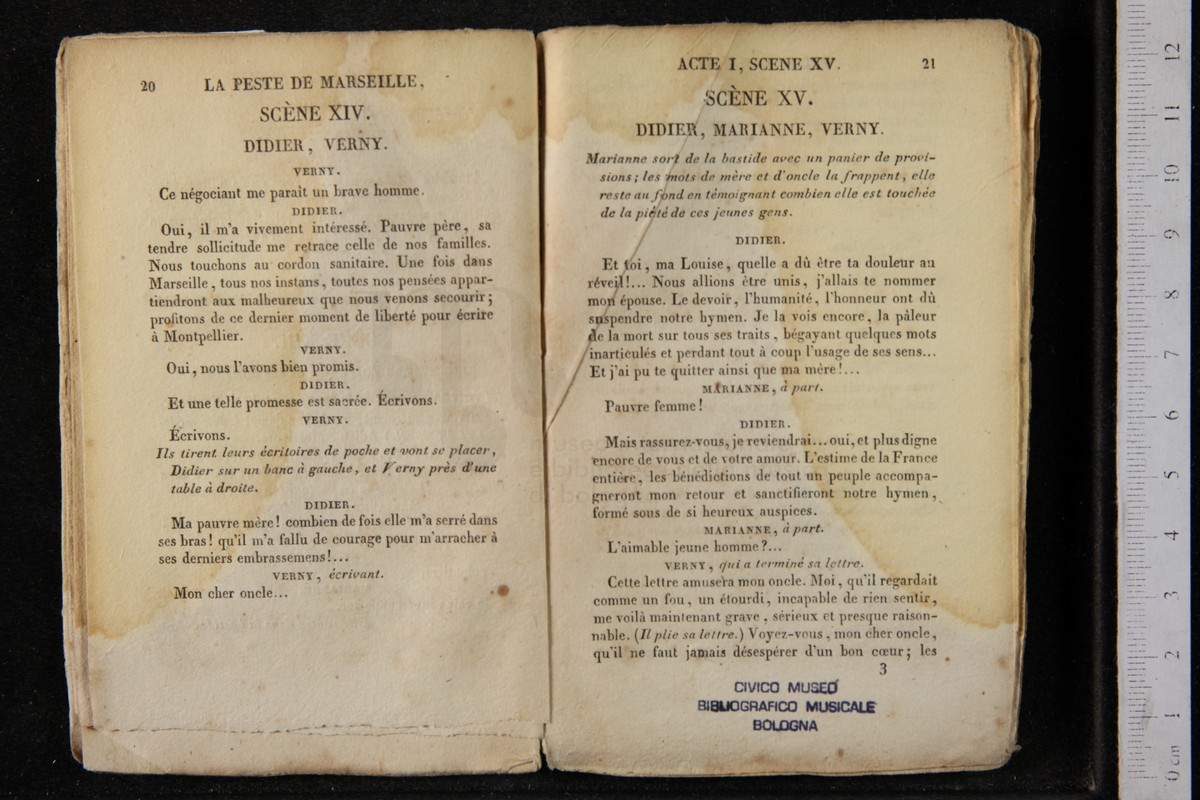 20 LA PESTE DE MARSEILLE,
SCÈNE XIV.
DIDIER, VERNY.
VERNY.
Ce négociant me paraît un brave homme.
DIDIER.
Oui, il m'a vivement intéressé. Pauvre père, sa
tendre sollicitude me retrace celle de nos familles.
Nous touchons au cordon sanitaire. Une fois dans
Marseille, tous nos instans, toutes nos pensées appar-
tiendront aux malheureux que nous venons secourir;
profitons de ce dernier moment de liberté pour écrire
à Montpellier.
VERNY.
Oui, nous l'avons bien promis.
DIDIER.
Et une telle promesse est sacrée. Écrivons.
VERNY.
Écrivons.
Ils tirent leurs écritoires de poche et vont se placer,
Didier sur un banc à gauche, et Verny près d'une
table à droite.
DIDIER.
Ma pauvre mère! combien de fois elle m'a serré dans
ses bras! qu'il m'a fallu de courage pour m'arracher à
ses derniers embrassemens!...
VERNY, écrivant.
Mon cher oncle...
ACTE I, SCENE XV. 21
SCÈNE XV.
DIDIER, MARIANNE, VERNY.
Marianne sort de la bastide avec un panier de provi-
sions; les mots de mère et d'oncle la frappent, elle
reste au fond en témoignant combien elle est touchée
de la piété de ces jeunes gens.
DIDIER.
Et toi, ma Louise, quelle a dû être ta douleur au
réveil!... Nous allions être unis, j'allais te nommer
mon épouse. Le devoir, l'humanité, l'honneur ont dû
suspendre notre hymen. Je la vois encore, la pâleur
de la mort sur tous ses traits, bégayant quelques mots
inarticulés et perdant tout à coup l'usage de ses sens...
Et j'ai pu te quitter ainsi que ma mère!...
MARIANNE, à part.
Pauvre femme!
DIDIER.
Mais rassurez-vous, je reviendrai... oui, et plus digne
encore de vous et de votre amour. L'estime de la France
entière, les bénédictions de tout un peuple accompa-
gneront mon retour et sanctifieront notre hymen,
formé sous de si heureux auspices.
MARIANNE, à part.
L'aimable jeune homme?...
VERNY, qui a terminé sa lettre.
Cette lettre amusera mon oncle. Moi, qu'il regardait
comme un fou, un étourdi, incapable de rien sentir,
me voilà maintenant grave, sérieux et presque raison-
nable. (Il plie sa lettre.) Voyez-vous, mon cher oncle,
qu'il ne faut jamais désespérer d'un bon cœur; les
3
CIVICO MUSEO
BIBLIOGRAFICO MUSICALE
BOLOGNA
0 cm 1 2 3 4 5 6 7 8 9 10 11 12